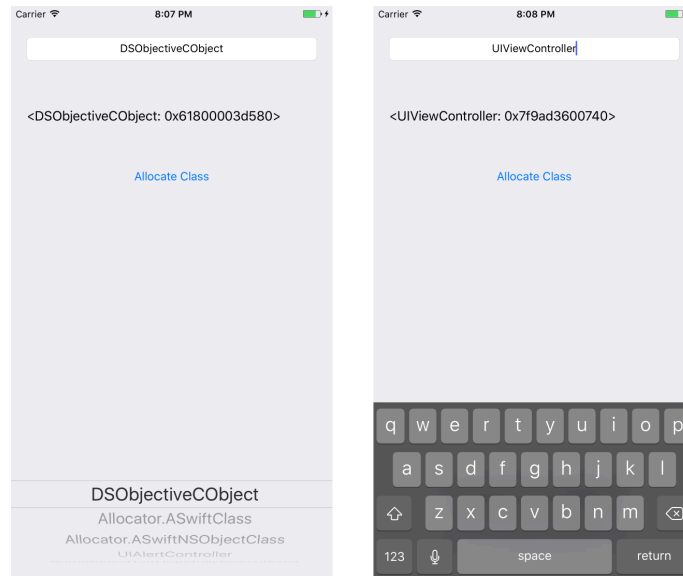 Carrier 8:07 PM
DSObjectiveCObject
<DSObjectiveCObject: 0x61800003d580>
Allocate Class
DSObjectiveCObject
Allocator.ASwiftClass
Allocator.ASwiftNSObjectClass
UIAlertController
Carrier 8:08 PM
UIViewController
<UIViewController: 0x7f9ad3600740>
Allocate Class
q w e r t y u i o p
a s d f g h j k l
z x c v b n m
123 space return